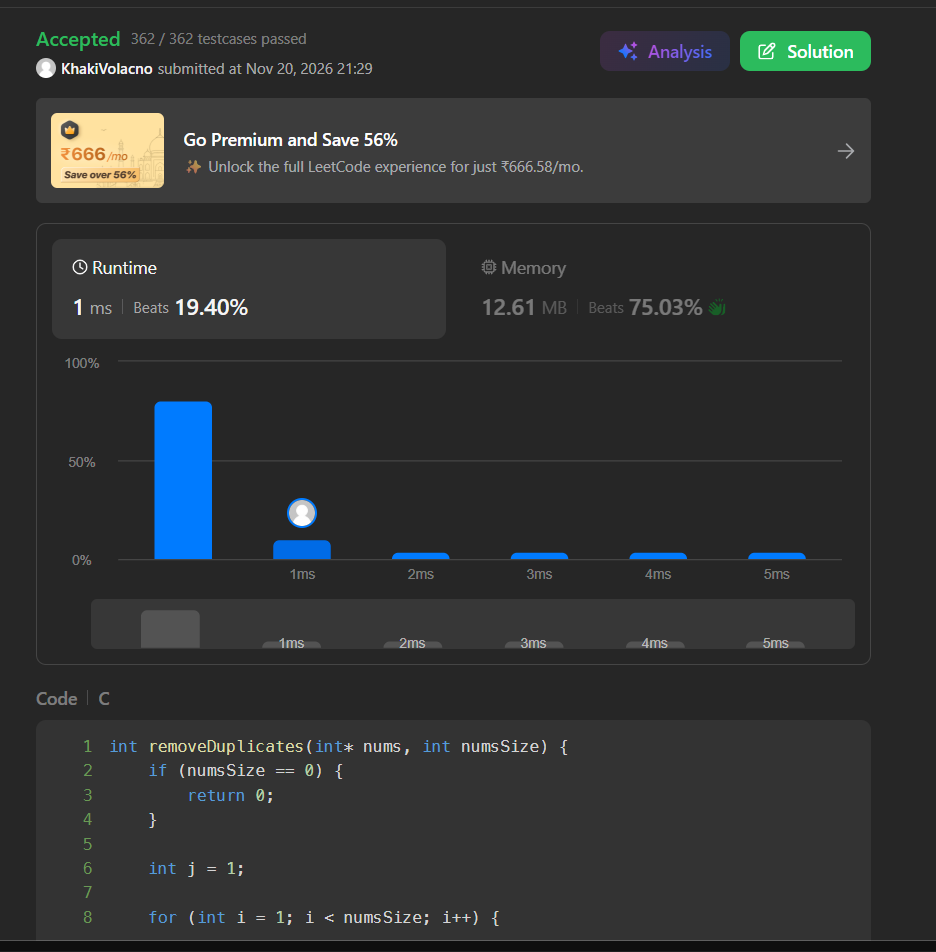 Accepted 362 / 362 testcases passed
KhakiVolacno submitted at Nov 20, 2026 21:29
Analysis
Solution
₹666/mo
Save over 56%
Go Premium and Save 56%
✨ Unlock the full LeetCode experience for just ₹666.58/mo.
Runtime
1 ms | Beats 19.40%
Memory
12.61 MB | Beats 75.03%
100%
50%
0%
1ms 2ms 3ms 4ms 5ms
1ms 2ms 3ms 4ms 5ms
Code | C
1 int removeDuplicates(int* nums, int numsSize) {
2     if (numsSize == 0) {
3         return 0;
4     }
5
6     int j = 1;
7
8     for (int i = 1; i < numsSize; i++) {